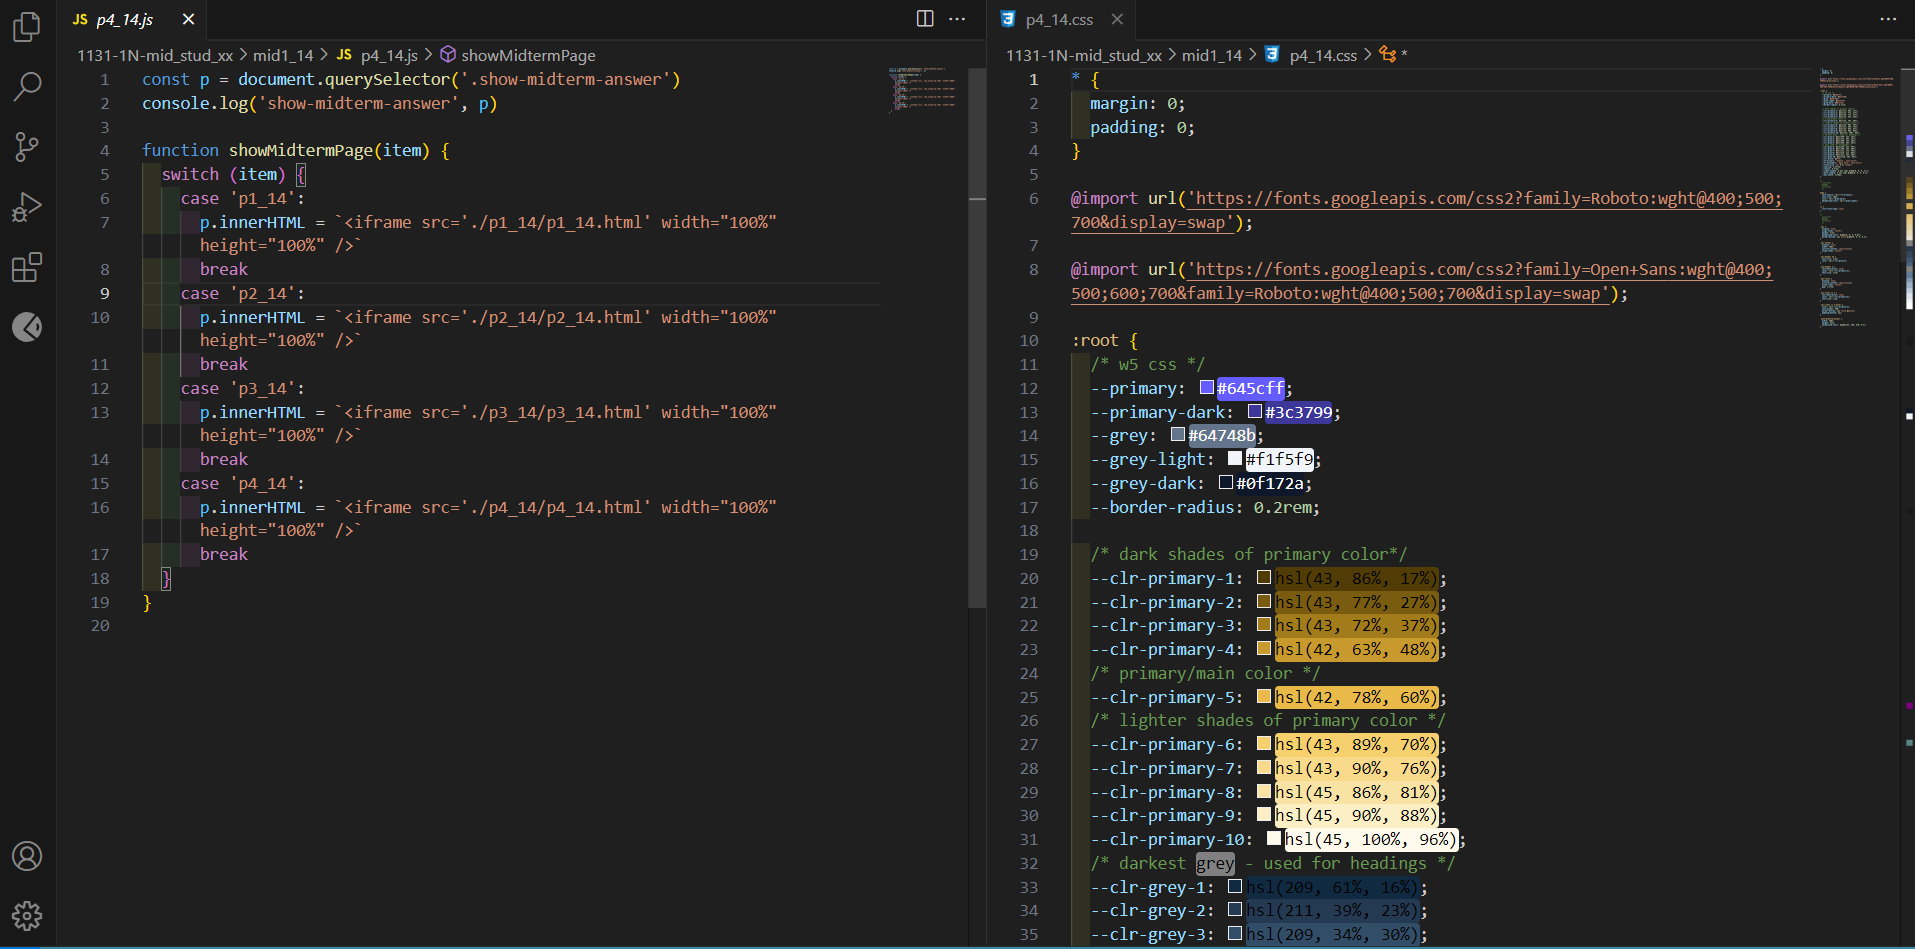 JS p4_14.js
1131-1N-mid_stud_xx > mid1_14 > JS p4_14.js > showMidtermPage
1 const p = document.querySelector('.show-midterm-answer')
2 console.log('show-midterm-answer', p)
3
4 function showMidtermPage(item) {
5 switch (item) {
6 case 'p1_14':
7 p.innerHTML = `<iframe src='./p1_14/p1_14.html' width="100%"
height="100%" />`
8 break
9 case 'p2_14':
10 p.innerHTML = `<iframe src='./p2_14/p2_14.html' width="100%"
height="100%" />`
11 break
12 case 'p3_14':
13 p.innerHTML = `<iframe src='./p3_14/p3_14.html' width="100%"
height="100%" />`
14 break
15 case 'p4_14':
16 p.innerHTML = `<iframe src='./p4_14/p4_14.html' width="100%"
height="100%" />`
17 break
18 }
19 }
20
p4_14.css
1131-1N-mid_stud_xx > mid1_14 > p4_14.css > *
1 * {
2 margin: 0;
3 padding: 0;
4 }
5
6 @import url('https://fonts.googleapis.com/css2?family=Roboto:wght@400;500;
700&display=swap');
7
8 @import url('https://fonts.googleapis.com/css2?family=Open+Sans:wght@400;
500;600;700&family=Roboto:wght@400;500;700&display=swap');
9
10 :root {
11 /* w5 css */
12 --primary: #645cff;
13 --primary-dark: #3c3799;
14 --grey: #64748b;
15 --grey-light: #f1f5f9;
16 --grey-dark: #0f172a;
17 --border-radius: 0.2rem;
18
19 /* dark shades of primary color*/
20 --clr-primary-1: hsl(43, 86%, 17%);
21 --clr-primary-2: hsl(43, 77%, 27%);
22 --clr-primary-3: hsl(43, 72%, 37%);
23 --clr-primary-4: hsl(42, 63%, 48%);
24 /* primary/main color */
25 --clr-primary-5: hsl(42, 78%, 60%);
26 /* lighter shades of primary color */
27 --clr-primary-6: hsl(43, 89%, 70%);
28 --clr-primary-7: hsl(43, 90%, 76%);
29 --clr-primary-8: hsl(45, 86%, 81%);
30 --clr-primary-9: hsl(45, 90%, 88%);
31 --clr-primary-10: hsl(45, 100%, 96%);
32 /* darkest grey - used for headings */
33 --clr-grey-1: hsl(209, 61%, 16%);
34 --clr-grey-2: hsl(211, 39%, 23%);
35 --clr-grey-3: hsl(209, 34%, 30%);